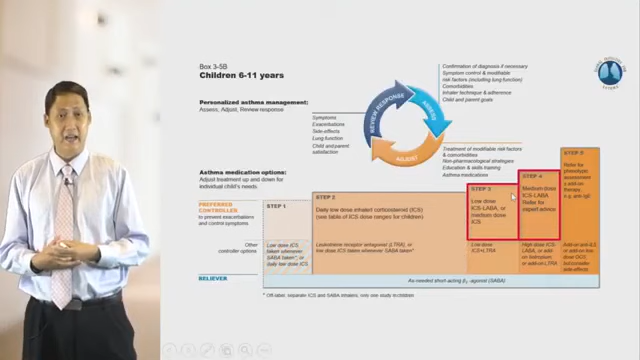 Box 3-5B
Children 6-11 years
Personalized asthma management:
Assess, Adjust, Review response
Symptoms
Exacerbations
Side-effects
Lung function
Child and parent
satisfaction
REVIEW RESPONSE
ASSESS
ADJUST
Confirmation of diagnosis if necessary
Symptom control & modifiable
risk factors (including lung function)
Comorbidities
Inhaler technique & adherence
Child and parent goals
Treatment of modifiable risk factors
& comorbidities
Non-pharmacological strategies
Education & skills training
Asthma medications
Asthma medication options:
Adjust treatment up and down for
individual child's needs
PREFERRED
CONTROLLER
to prevent exacerbations
and control symptoms
STEP 1
STEP 2
Daily low dose inhaled corticosteroid (ICS)
(see table of ICS dose ranges for children)
STEP 3
Low dose
ICS-LABA, or
medium dose
ICS
STEP 4
Medium dose
ICS-LABA
Refer for
expert advice
STEP 5
Refer for
phenotypic
assessment
± add-on
therapy,
e.g. anti-IgE
Other
controller options
Low dose ICS
taken whenever
SABA taken*
or daily low dose
ICS
Leukotriene receptor antagonist (LTRA), or
low dose ICS taken whenever SABA taken*
Low dose
ICS+LTRA
High dose ICS-
LABA, or add-
on tiotropium,
or add-on LTRA
Add-on anti-IL5,
or add-on low
dose OCS,
but consider
side-effects
RELIEVER
As-needed short-acting β2-agonist (SABA)
* Off-label; separate ICS and SABA inhalers; only one study in children